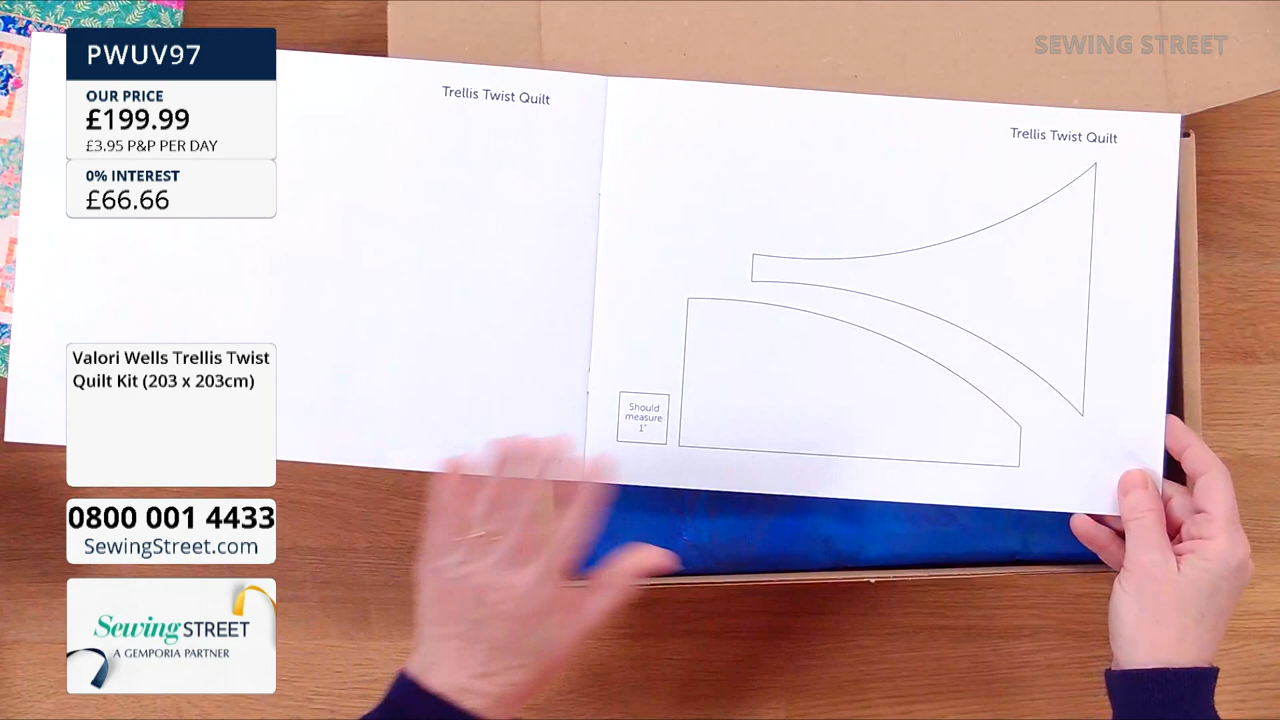 PWUV97
OUR PRICE
£199.99
£3.95 P&P PER DAY
0% INTEREST
£66.66
Valori Wells Trellis Twist
Quilt Kit (203 x 203cm)
0800 001 4433
SewingStreet.com
Sewing STREET
A GEMPORIA PARTNER
SEWING STREET
Trellis Twist Quilt
Trellis Twist Quilt
Should
measure
1"